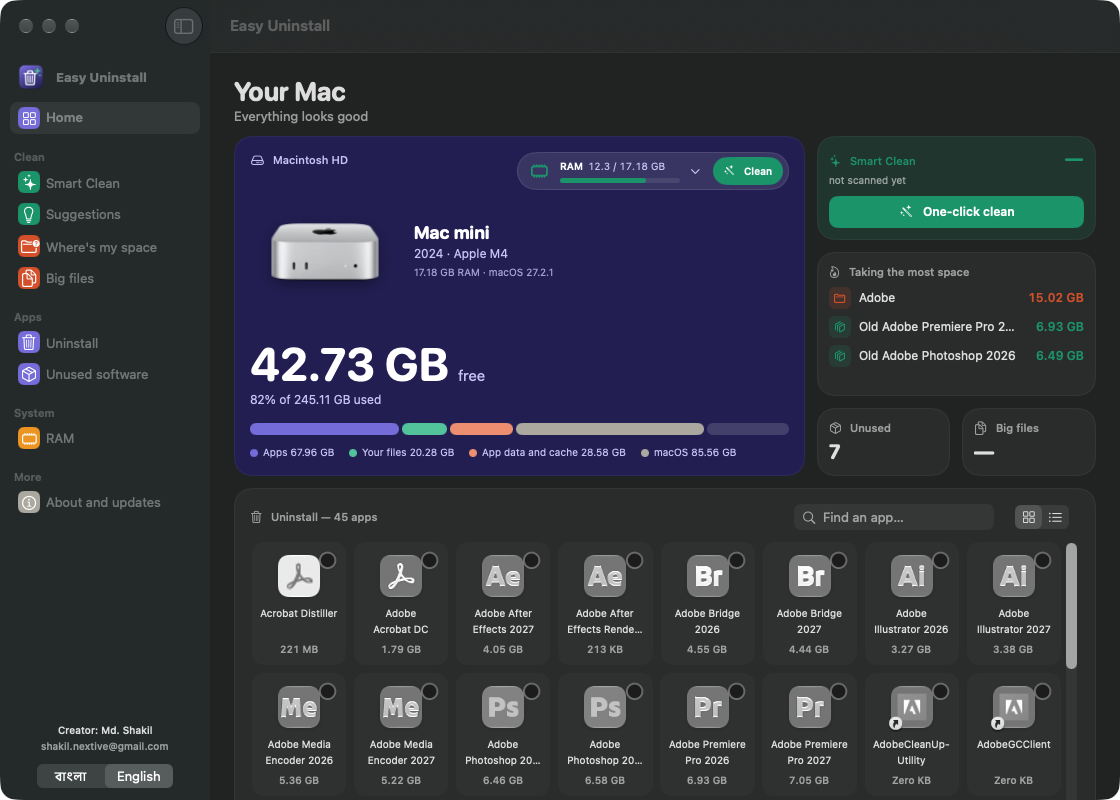 Easy Uninstall
Easy Uninstall
Home
Clean
Smart Clean
Suggestions
Where's my space
Big files
Apps
Uninstall
Unused software
System
RAM
More
About and updates
Creator: Md. Shakil
shakil.nextive@gmail.com
বাংলা English
Your Mac
Everything looks good
Macintosh HD
RAM 12.3 / 17.18 GB
Clean
Mac mini
2024 · Apple M4
17.18 GB RAM · macOS 27.2.1
42.73 GB free
82% of 245.11 GB used
Apps 67.96 GB Your files 20.28 GB App data and cache 28.58 GB macOS 85.56 GB
Smart Clean
not scanned yet
One-click clean
Taking the most space
Adobe 15.02 GB
Old Adobe Premiere Pro 2... 6.93 GB
Old Adobe Photoshop 2026 6.49 GB
Unused
7
Big files
—
Uninstall — 45 apps
Find an app...
Acrobat Distiller
221 MB
Adobe
Acrobat DC
1.79 GB
Ae
Adobe After
Effects 2027
4.05 GB
Ae
Adobe After
Effects Rende...
213 KB
Br
Adobe Bridge
2026
4.55 GB
Br
Adobe Bridge
2027
4.44 GB
Ai
Adobe
Illustrator 2026
3.27 GB
Ai
Adobe
Illustrator 2027
3.38 GB
Me
Adobe Media
Encoder 2026
5.36 GB
Me
Adobe Media
Encoder 2027
5.22 GB
Ps
Adobe
Photoshop 20...
6.46 GB
Ps
Adobe
Photoshop 20...
6.58 GB
Pr
Adobe Premiere
Pro 2026
6.93 GB
Pr
Adobe Premiere
Pro 2027
7.05 GB
AdobeCleanUp-
Utility
Zero KB
AdobeGCClient
Zero KB